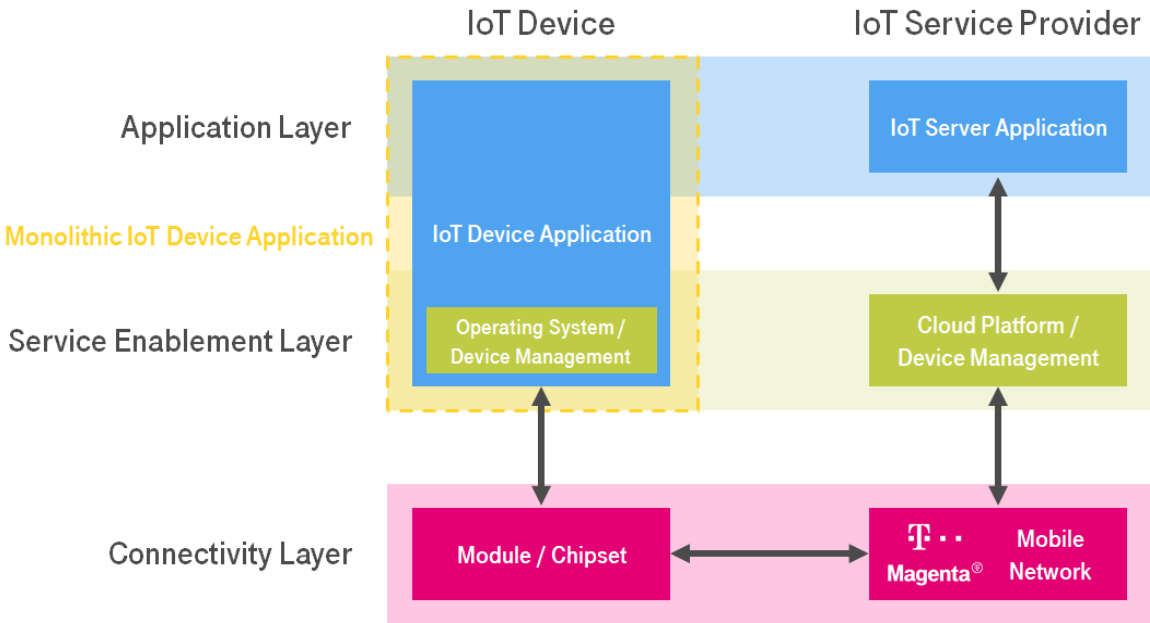 IoT Device
IoT Service Provider
Application Layer
IoT Server Application
Monolithic IoT Device Application
IoT Device Application
Service Enablement Layer
Operating System /
Device Management
Cloud Platform /
Device Management
Connectivity Layer
Module / Chipset
T
Magenta®
Mobile
Network